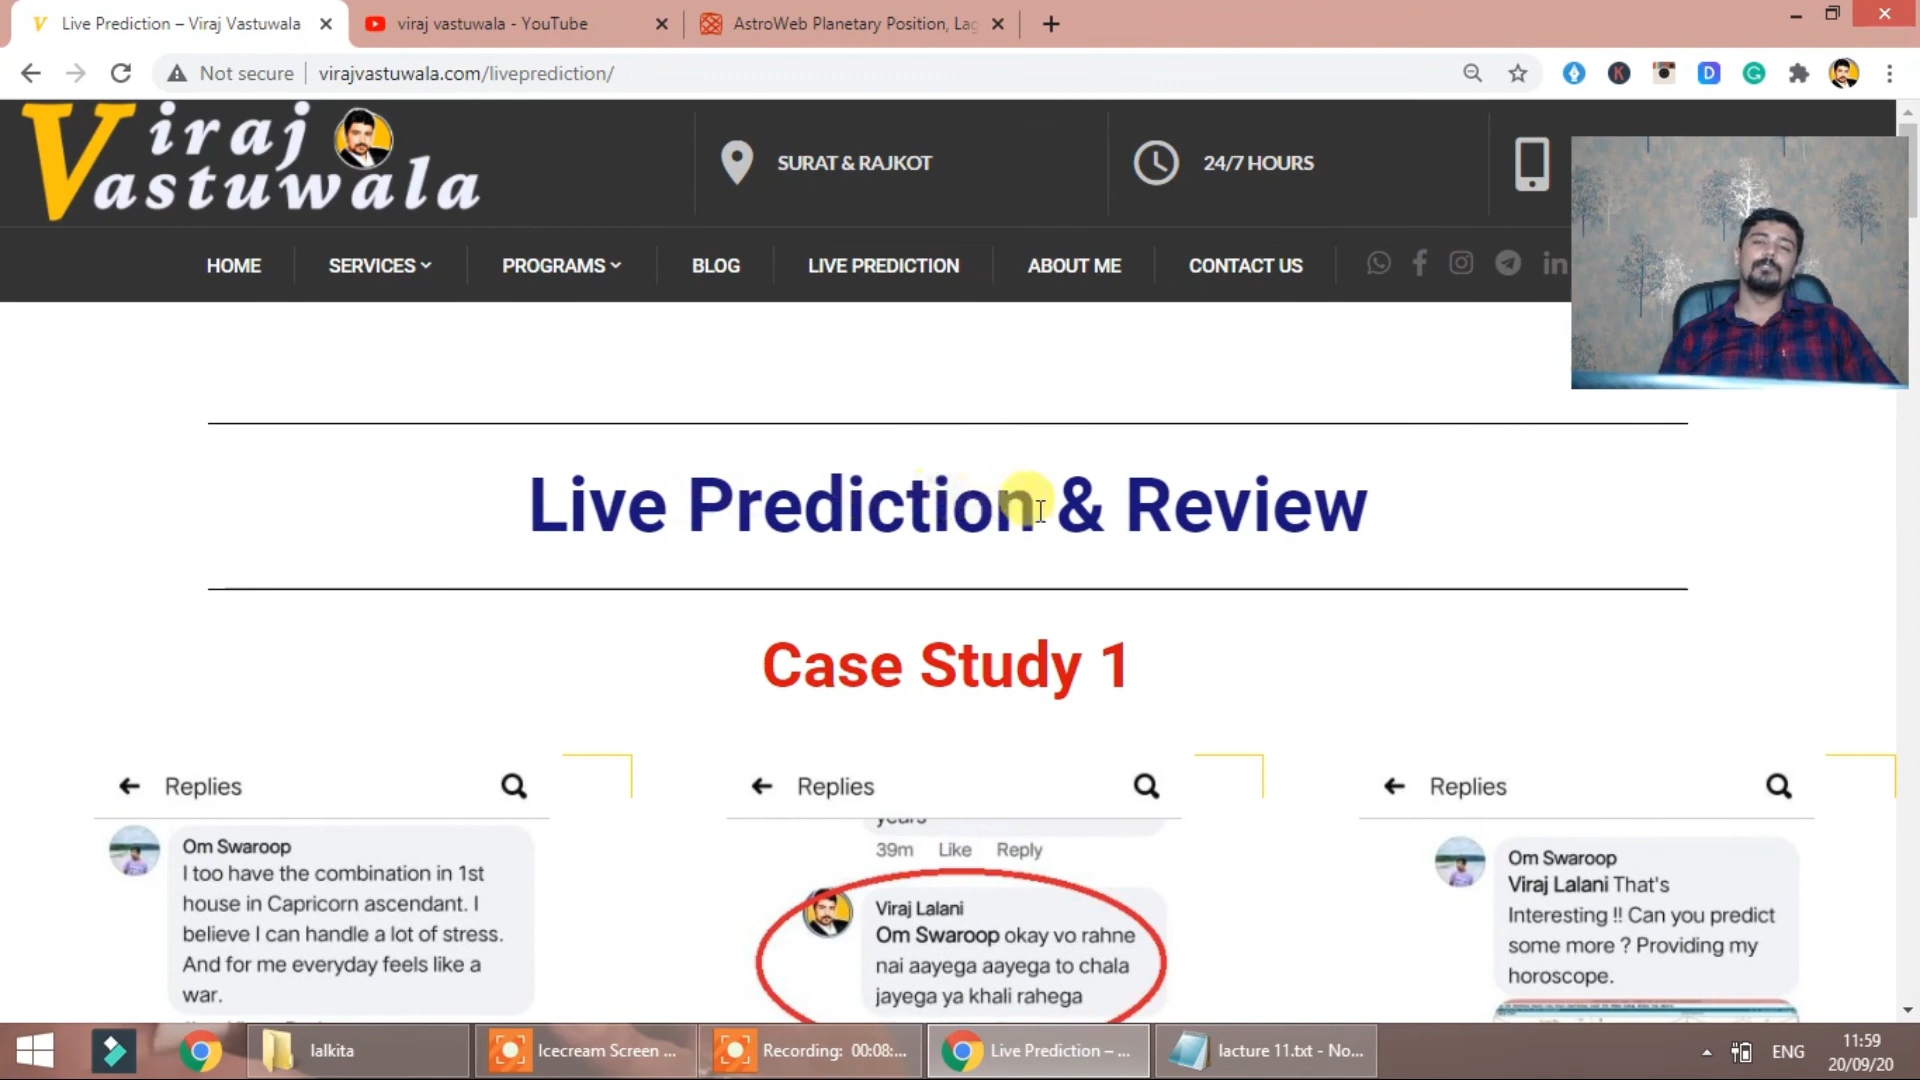 Live Prediction – Viraj Vastuwala
viraj vastuwala - YouTube
AstroWeb Planetary Position, Lag
Not secure
virajvastuwala.com/liveprediction/
Viraj
Vastuwala
SURAT & RAJKOT
24/7 HOURS
HOME
SERVICES
PROGRAMS
BLOG
LIVE PREDICTION
ABOUT ME
CONTACT US
Live Prediction & Review
Case Study 1
Replies
Om Swaroop
I too have the combination in 1st
house in Capricorn ascendant. I
believe I can handle a lot of stress.
And for me everyday feels like a
war.
Replies
years
39m Like Reply
Viraj Lalani
Om Swaroop okay vo rahne
nai aayega aayega to chala
jayega ya khali rahega
Replies
Om Swaroop
Viraj Lalani That's
Interesting !! Can you predict
some more ? Providing my
horoscope.
lalkita
Icecream Screen ...
Recording: 00:08:...
Live Prediction – ...
lacture 11.txt - No...
ENG
11:59
20/09/20